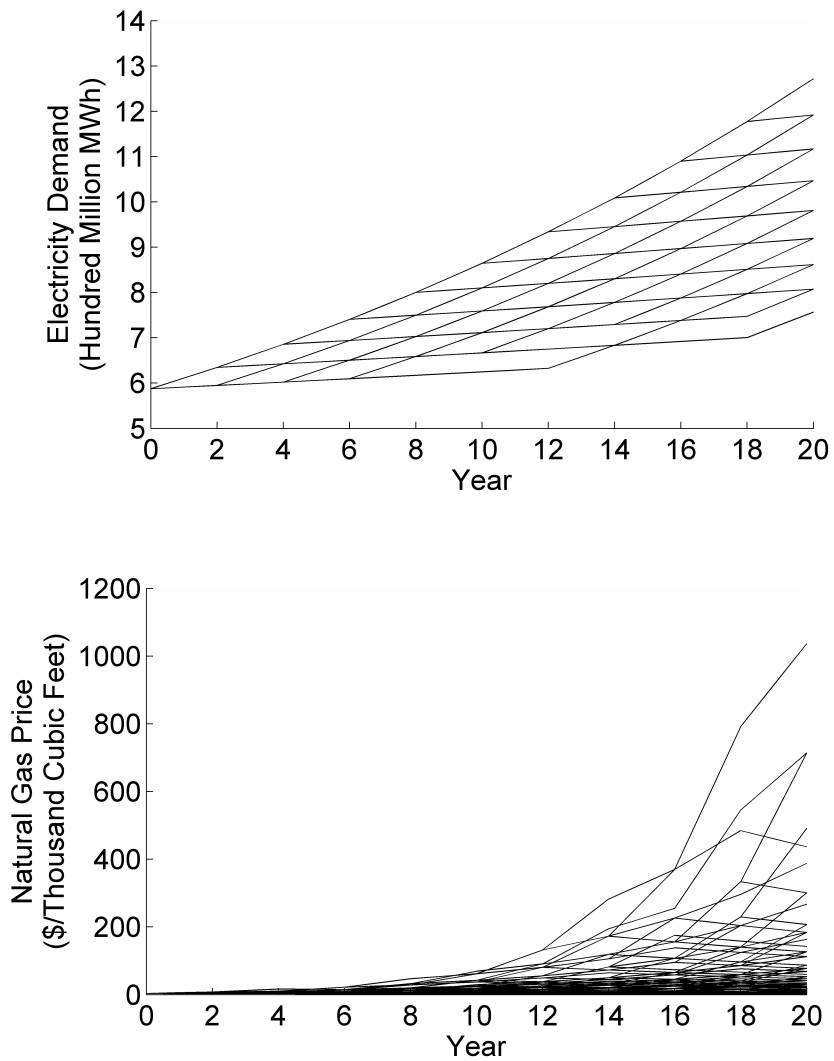 14
13
12
11
10
9
8
7
6
5
Electricity Demand
(Hundred Million MWh)
0 2 4 6 8 10 12 14 16 18 20
Year
1200
1000
800
600
400
200
0
Natural Gas Price
($/Thousand Cubic Feet)
0 2 4 6 8 10 12 14 16 18 20
Year